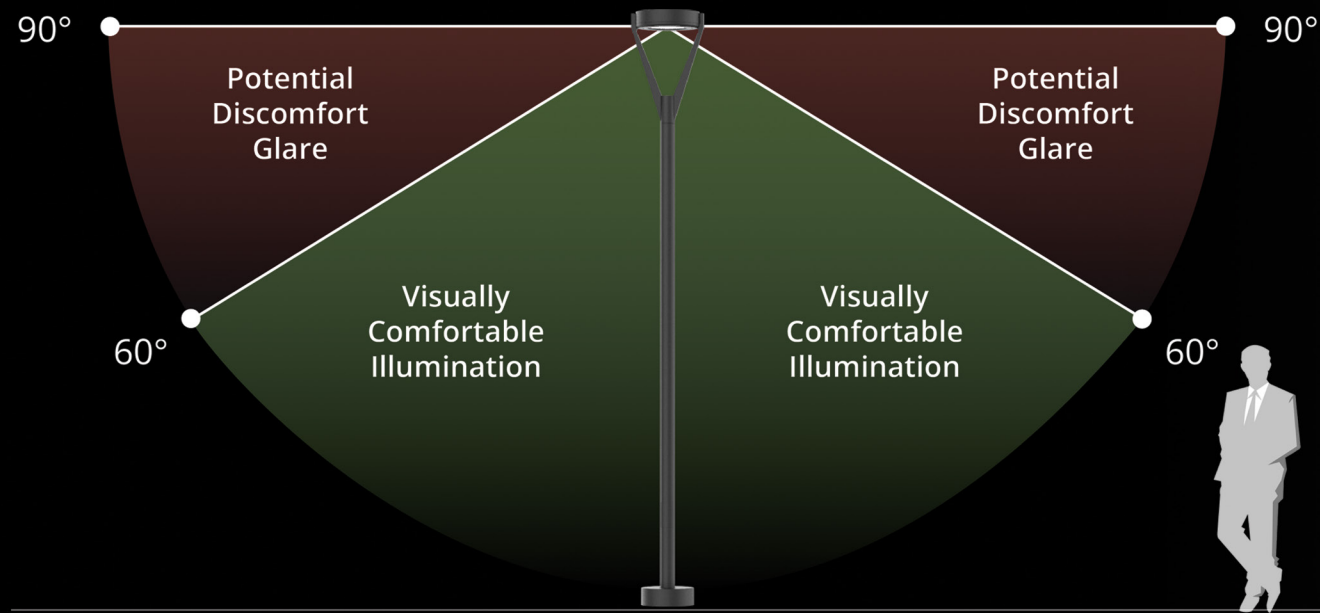 90°
90°
Potential
Discomfort
Glare
Potential
Discomfort
Glare
Visually
Comfortable
Illumination
Visually
Comfortable
Illumination
60°
60°